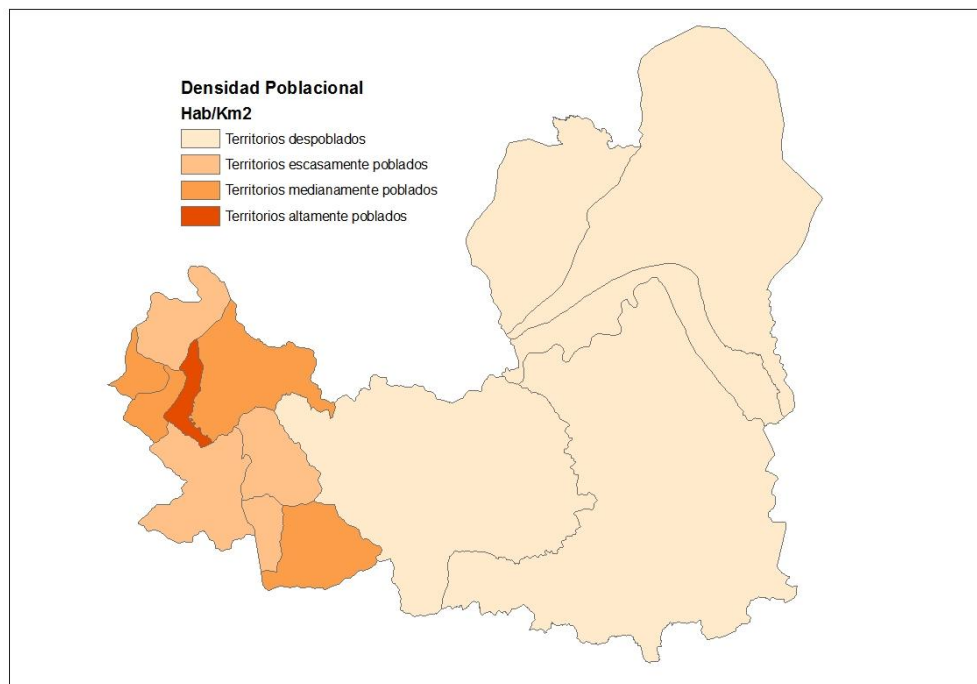 Densidad Poblacional
Hab/Km2
Territorios despoblados
Territorios escasamente poblados
Territorios medianamente poblados
Territorios altamente poblados